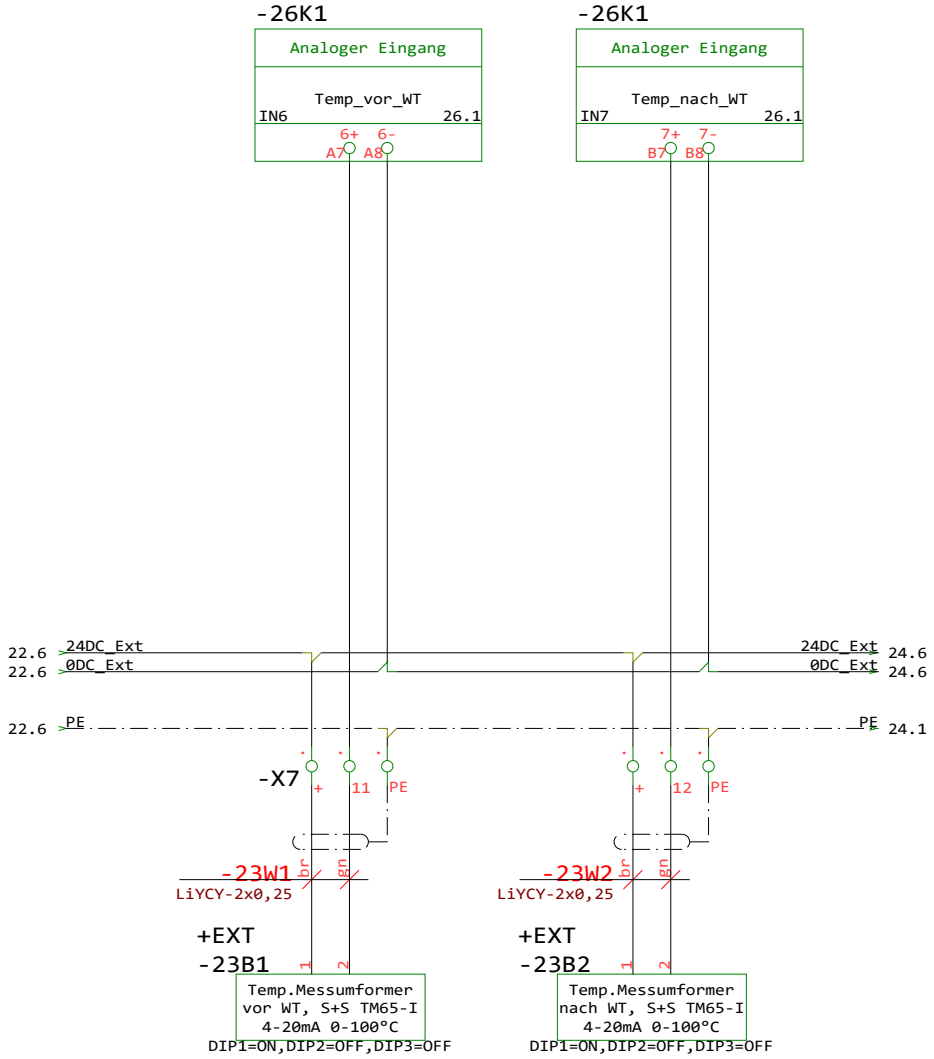 -26K1 -26K1
Analoger Eingang Analoger Eingang
Temp_vor_WT Temp_nach_WT
IN6 26.1 IN7 26.1
6+ 6- 7+ 7-
A7 A8 B7 B8
22.6 24DC_Ext 24DC_Ext 24.6
22.6 0DC_Ext 0DC_Ext 24.6
22.6 PE PE 24.1
-X7
+ 11 PE + 12 PE
br gn br gn
-23W1 -23W2
LiYCY-2x0,25 LiYCY-2x0,25
+EXT +EXT
-23B1 1 2 -23B2 1 2
Temp.Messumformer Temp.Messumformer
vor WT, S+S TM65-I nach WT, S+S TM65-I
4-20mA 0-100°C 4-20mA 0-100°C
DIP1=ON,DIP2=OFF,DIP3=OFF DIP1=ON,DIP2=OFF,DIP3=OFF